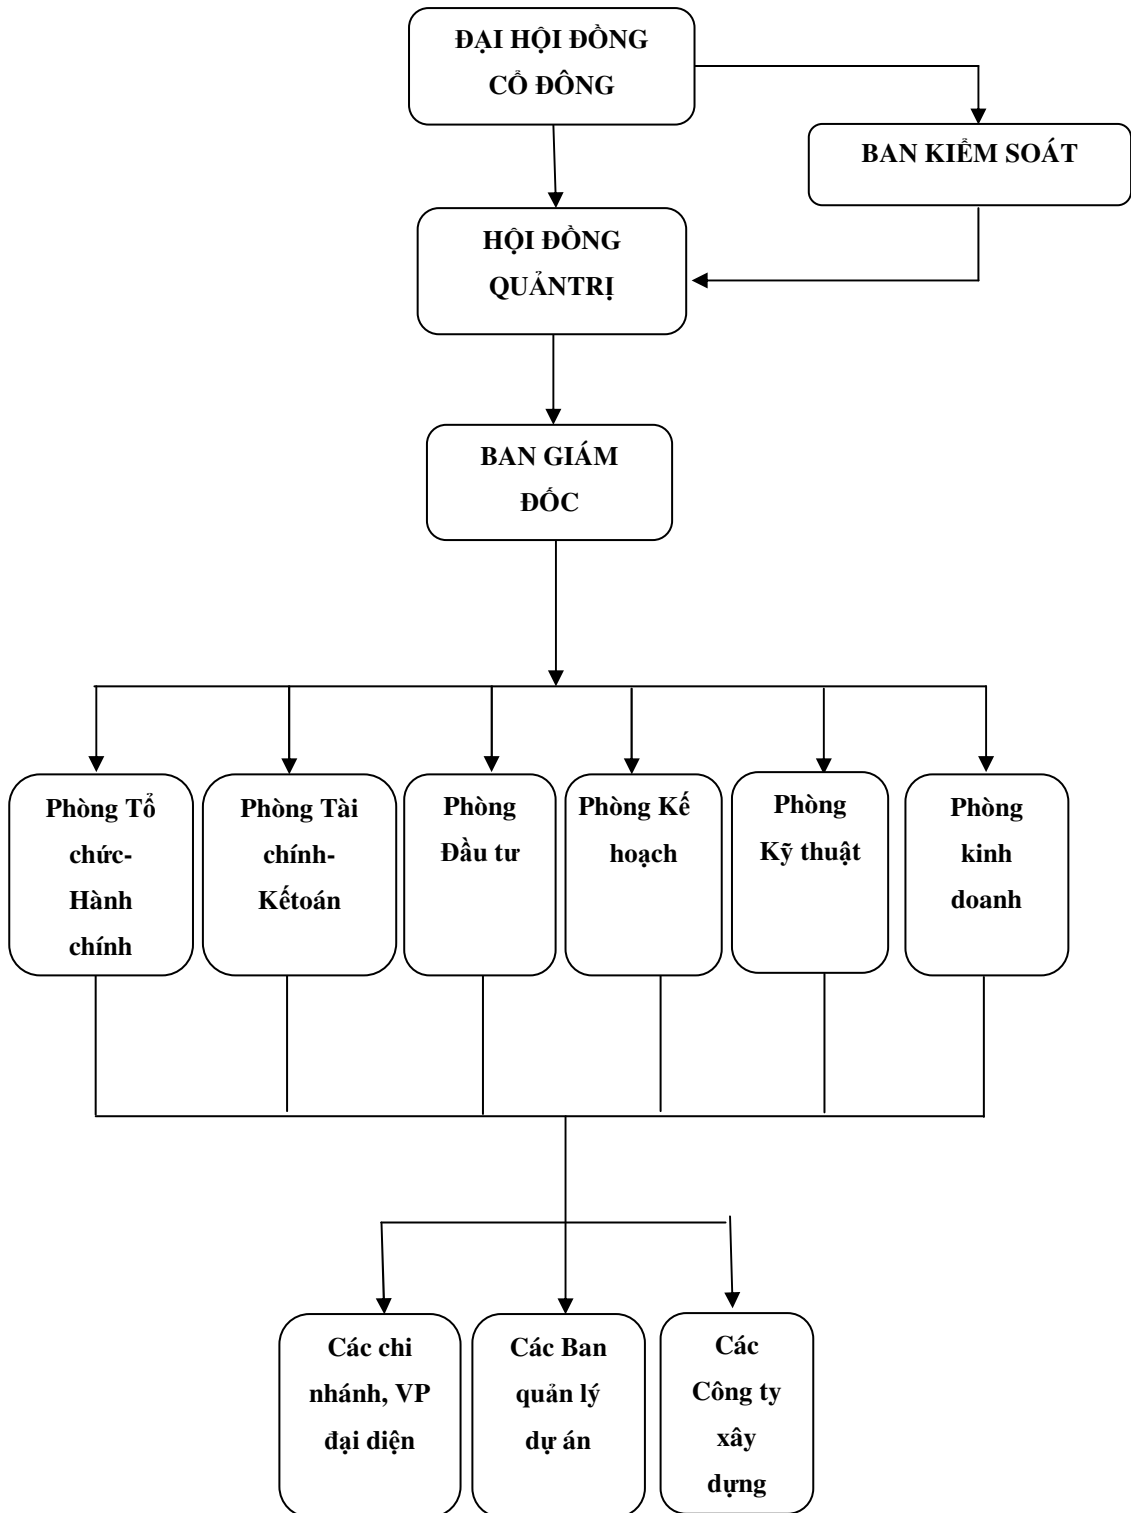 ĐẠI HỘI ĐỒNG
CỔ ĐÔNG
BAN KIỂM SOÁT
HỘI ĐỒNG
QUẢNTRỊ
BAN GIÁM
ĐỐC
Phòng Tổ
chức-
Hành
chính
Phòng Tài
chính-
Kếtoán
Phòng
Đầu tư
Phòng Kế
hoạch
Phòng
Kỹ thuật
Phòng
kinh
doanh
Các chi
nhánh, VP
đại diện
Các Ban
quản lý
dự án
Các
Công ty
xây
dựng